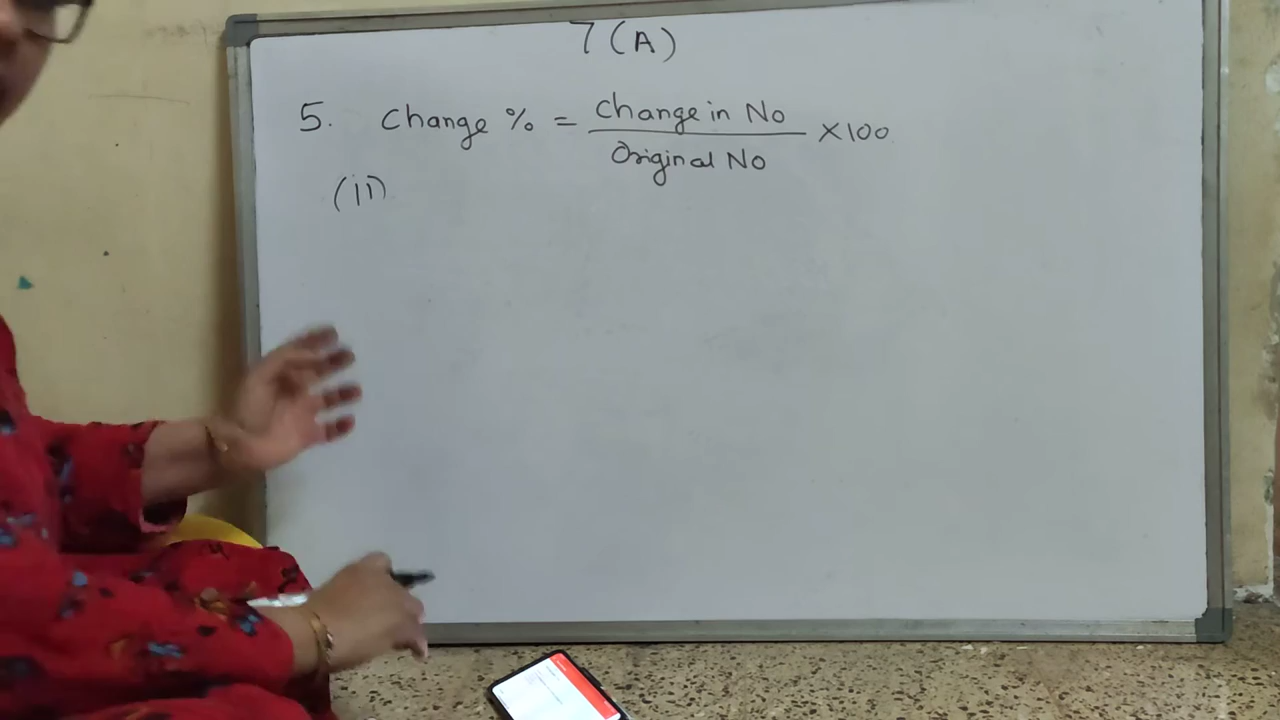 7 (A)
5. Change % = Change in No / Original No ×100
(ii)